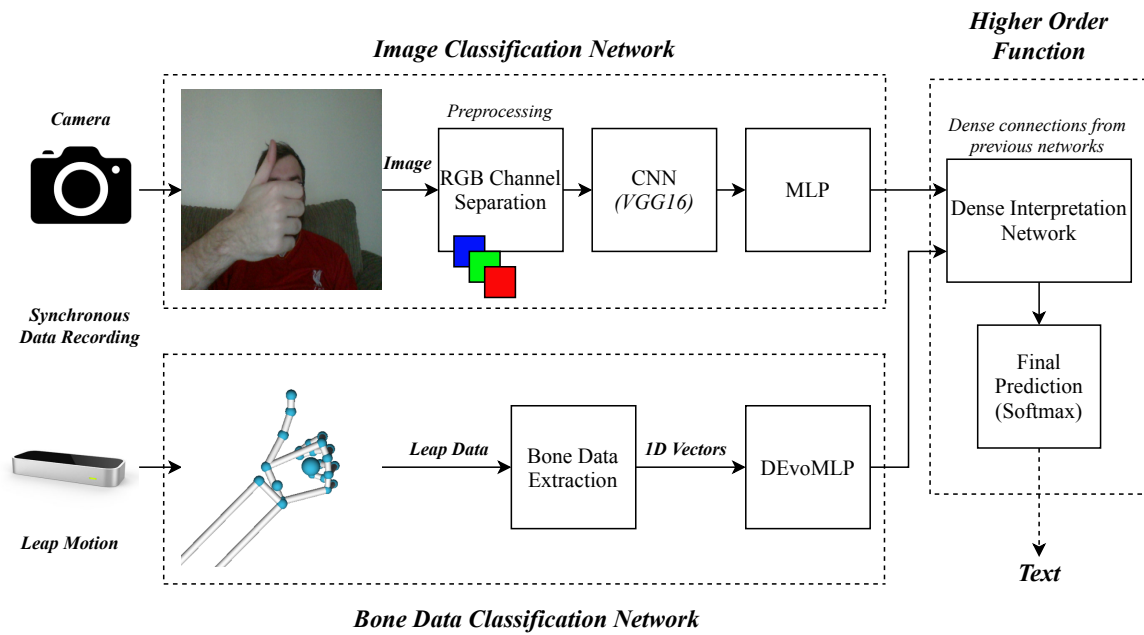 Higher Order
Function
Image Classification Network
Camera
Preprocessing
Image
RGB Channel
Separation
CNN
(VGG16)
MLP
Dense connections from
previous networks
Dense Interpretation
Network
Synchronous
Data Recording
Final
Prediction
(Softmax)
Leap Data
Bone Data
Extraction
1D Vectors
DEvoMLP
Leap Motion
Text
Bone Data Classification Network